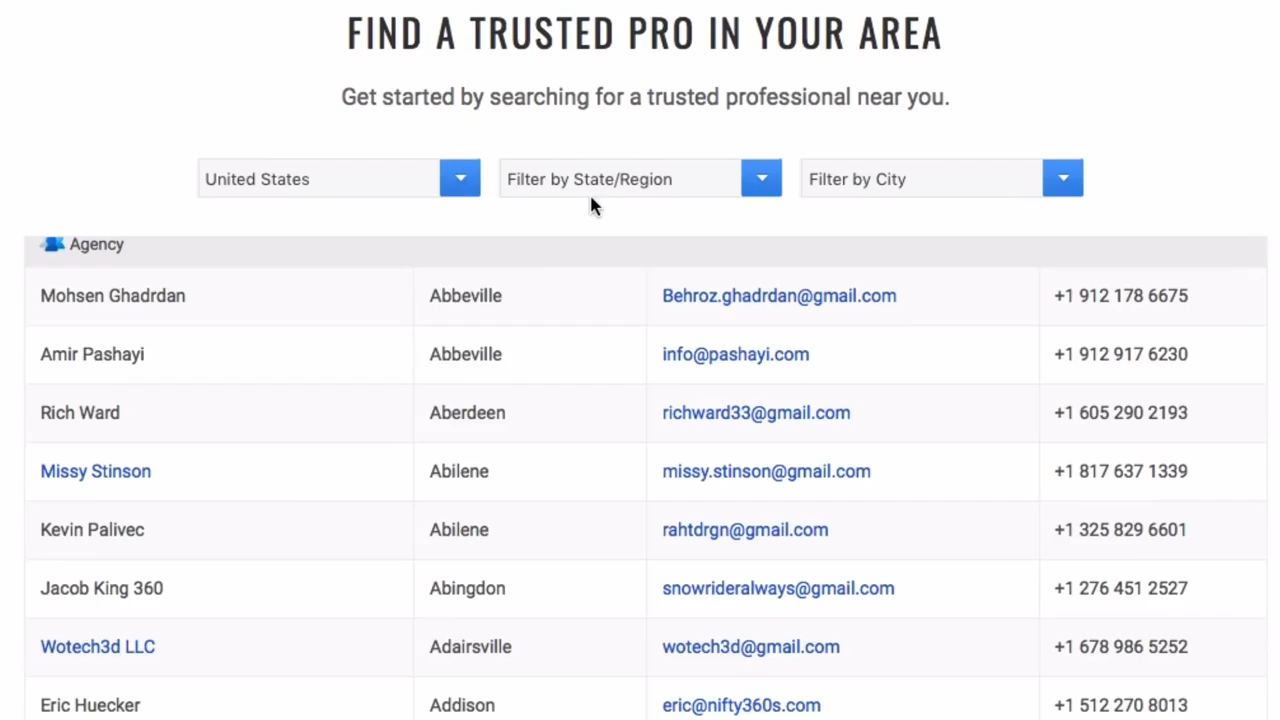 FIND A TRUSTED PRO IN YOUR AREA
Get started by searching for a trusted professional near you.
United States Filter by State/Region Filter by City
Agency
Mohsen Ghadrdan Abbeville Behroz.ghadrdan@gmail.com +1 912 178 6675
Amir Pashayi Abbeville info@pashayi.com +1 912 917 6230
Rich Ward Aberdeen richward33@gmail.com +1 605 290 2193
Missy Stinson Abilene missy.stinson@gmail.com +1 817 637 1339
Kevin Palivec Abilene rahtdrgn@gmail.com +1 325 829 6601
Jacob King 360 Abingdon snowrideralways@gmail.com +1 276 451 2527
Wotech3d LLC Adairsville wotech3d@gmail.com +1 678 986 5252
Eric Huecker Addison eric@nifty360s.com +1 512 270 8013